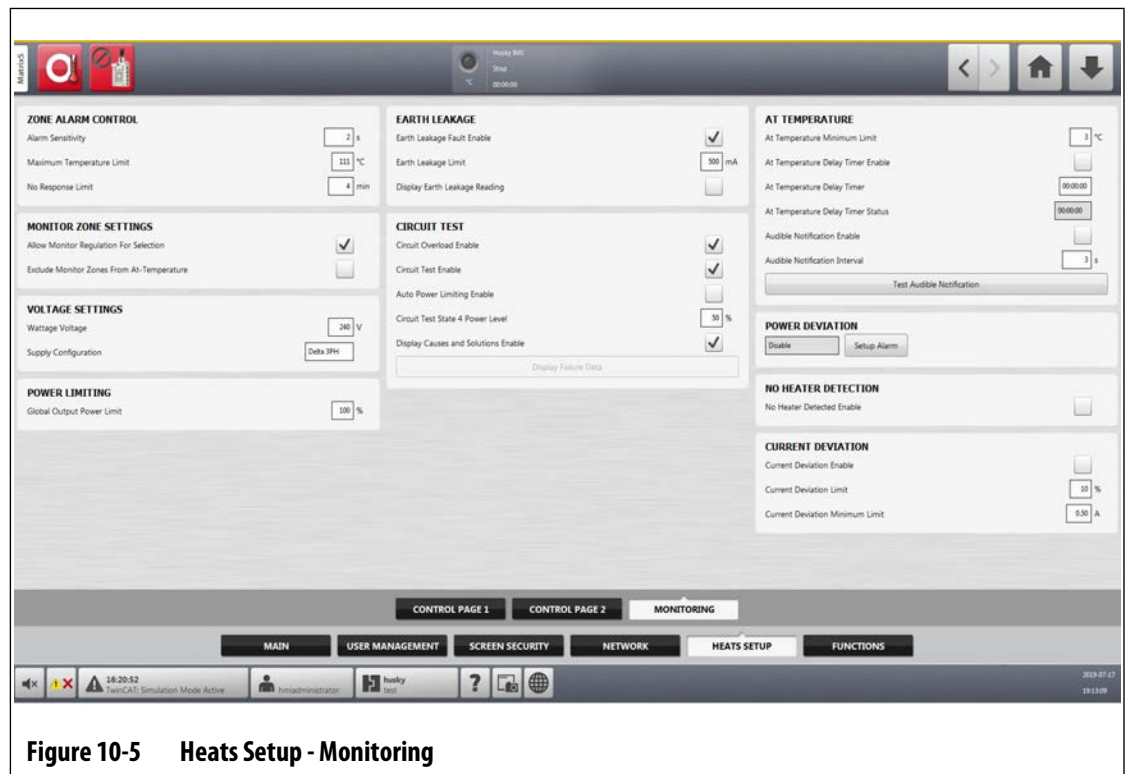 Matrix5
Husky IMS
Stop
°C 00:00:00
ZONE ALARM CONTROL
Alarm Sensitivity 2 s
Maximum Temperature Limit 111 °C
No Response Limit 4 min
MONITOR ZONE SETTINGS
Allow Monitor Regulation For Selection
Exclude Monitor Zones From At-Temperature
VOLTAGE SETTINGS
Wattage Voltage 240 V
Supply Configuration Delta 3PH
POWER LIMITING
Global Output Power Limit 100 %
EARTH LEAKAGE
Earth Leakage Fault Enable
Earth Leakage Limit 500 mA
Display Earth Leakage Reading
CIRCUIT TEST
Circuit Overload Enable
Circuit Test Enable
Auto Power Limiting Enable
Circuit Test State 4 Power Level 50 %
Display Causes and Solutions Enable
Display Failure Data
AT TEMPERATURE
At Temperature Minimum Limit 3 °C
At Temperature Delay Timer Enable
At Temperature Delay Timer 00:00:00
At Temperature Delay Timer Status 00:00:00
Audible Notification Enable
Audible Notification Interval 3 s
Test Audible Notification
POWER DEVIATION
Disable Setup Alarm
NO HEATER DETECTION
No Heater Detected Enable
CURRENT DEVIATION
Current Deviation Enable
Current Deviation Limit 10 %
Current Deviation Minimum Limit 0.50 A
CONTROL PAGE 1 CONTROL PAGE 2 MONITORING
MAIN USER MANAGEMENT SCREEN SECURITY NETWORK HEATS SETUP FUNCTIONS
18:20:52
TwinCAT: Simulation Mode Active
hmiadministrator
husky
test
?
2019-07-17
19:13:09
Figure 10-5 Heats Setup - Monitoring